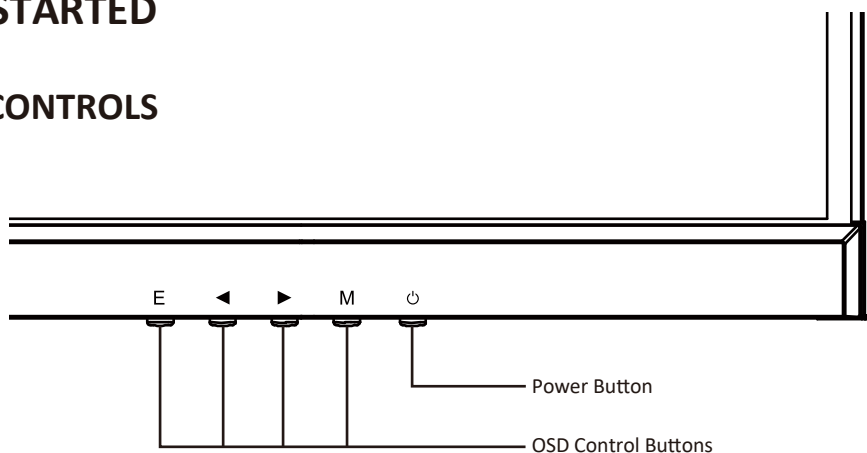 STARTED
CONTROLS
E ◀ ▶ M ⏻
Power Button
OSD Control Buttons